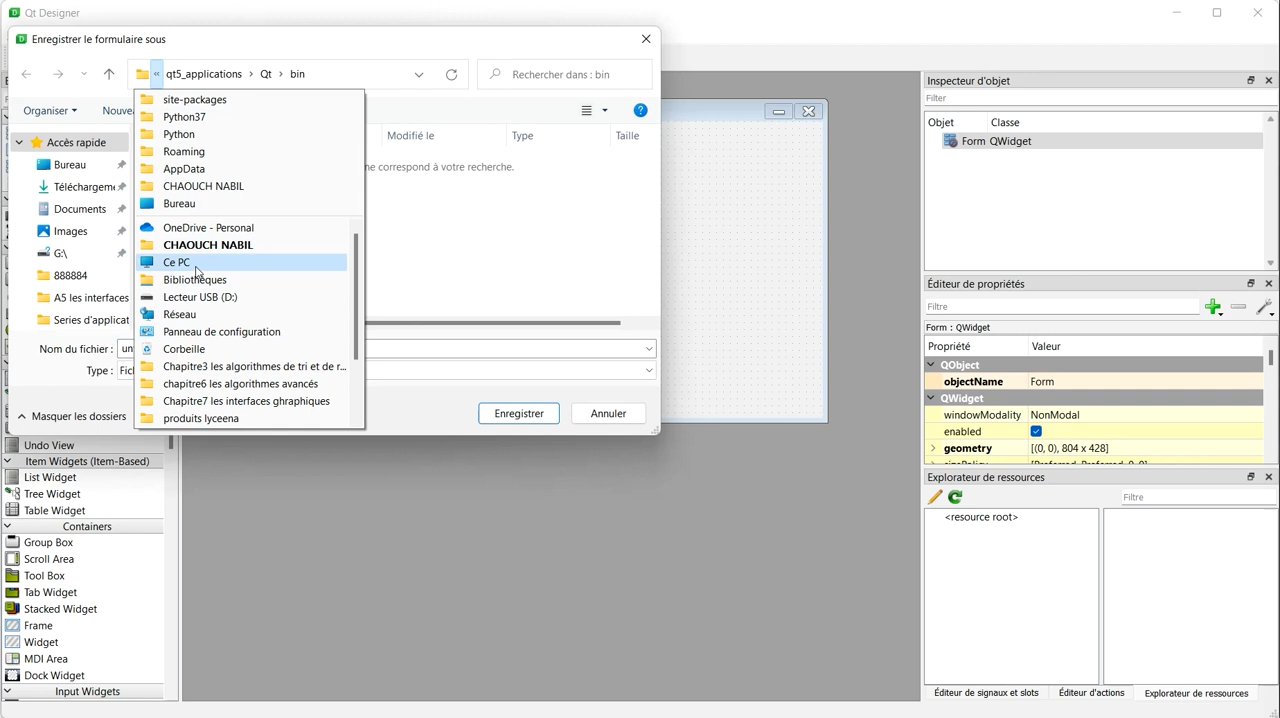 Qt Designer
Enregistrer le formulaire sous
« qt5_applications › Qt › bin
Rechercher dans : bin
Organiser
Nouve
Accès rapide
Bureau
Téléchargem
Documents
Images
G:\
888884
A5 les interfaces
Series d'applicat
site-packages
Python37
Python
Roaming
AppData
CHAOUCH NABIL
Bureau
OneDrive - Personal
CHAOUCH NABIL
Ce PC
Bibliothèques
Lecteur USB (D:)
Réseau
Panneau de configuration
Corbeille
Chapitre3 les algorithmes de tri et de r...
chapitre6 les algorithmes avancés
Chapitre7 les interfaces ghraphiques
produits lyceena
Modifié le
Type
Taille
ne correspond à votre recherche.
Nom du fichier : un
Type : Fich
Masquer les dossiers
Enregistrer
Annuler
Undo View
Item Widgets (Item-Based)
List Widget
Tree Widget
Table Widget
Containers
Group Box
Scroll Area
Tool Box
Tab Widget
Stacked Widget
Frame
Widget
MDI Area
Dock Widget
Input Widgets
Inspecteur d'objet
Filter
Objet Classe
Form QWidget
Éditeur de propriétés
Filtre
Form : QWidget
Propriété Valeur
QObject
objectName Form
QWidget
windowModality NonModal
enabled
geometry [(0, 0), 804 x 428]
Explorateur de ressources
Filtre
<resource root>
Éditeur de signaux et slots
Éditeur d'actions
Explorateur de ressources